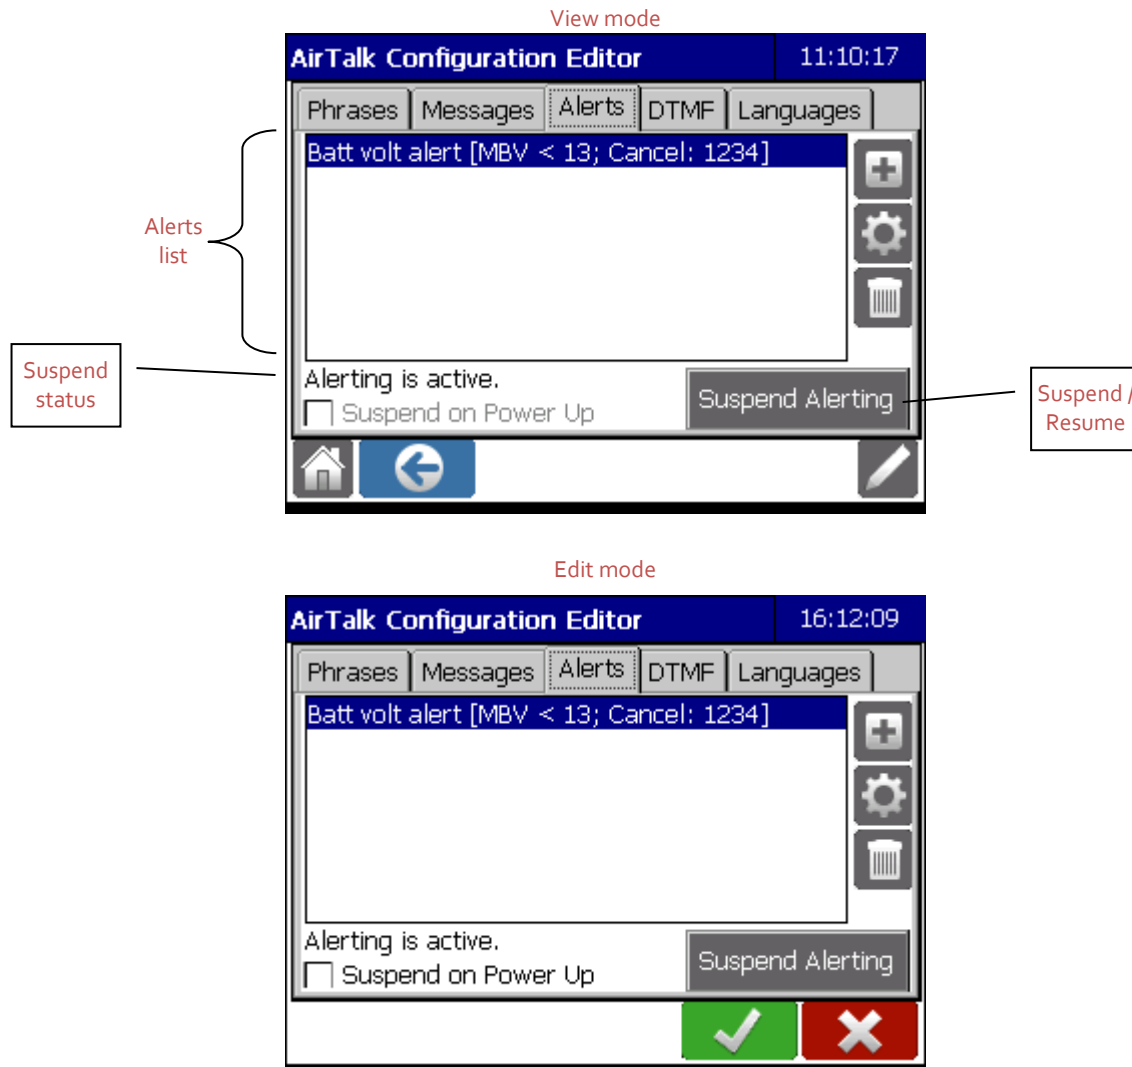 View mode
AirTalk Configuration Editor 11:10:17
Phrases Messages Alerts DTMF Languages
Batt volt alert [MBV < 13; Cancel: 1234]
Alerts
list
Suspend
status
Alerting is active.
Suspend on Power Up
Suspend Alerting
Suspend /
Resume
Edit mode
AirTalk Configuration Editor 16:12:09
Phrases Messages Alerts DTMF Languages
Batt volt alert [MBV < 13; Cancel: 1234]
Alerting is active.
Suspend on Power Up
Suspend Alerting